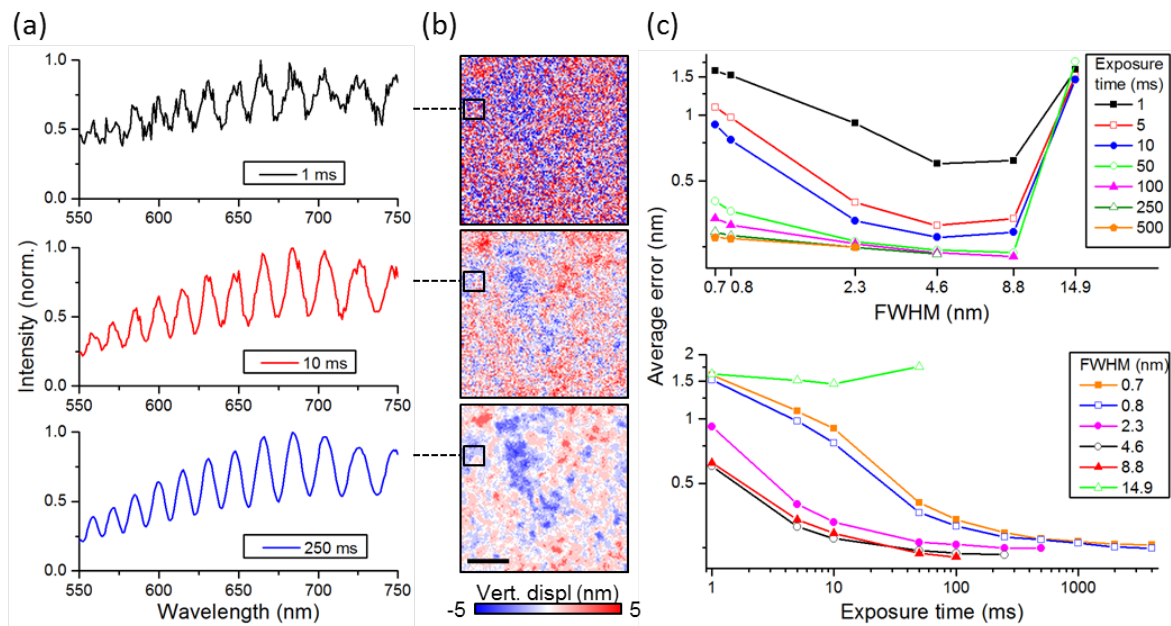 (a)
(b)
(c)
Intensity (norm.)
1.0
0.5
0.0
1 ms
550 600 650 700 750
1.0
0.5
0.0
10 ms
550 600 650 700 750
1.0
0.5
0.0
250 ms
550 600 650 700 750
Wavelength (nm)
-5 5
Vert. displ (nm)
Average error (nm)
1.5
1
0.5
0.7 0.8 2.3 4.6 8.8 14.9
FWHM (nm)
Exposure
time (ms)
1
5
10
50
100
250
500
2
1.5
1
0.5
1 10 100 1000
Exposure time (ms)
FWHM (nm)
0.7
0.8
2.3
4.6
8.8
14.9